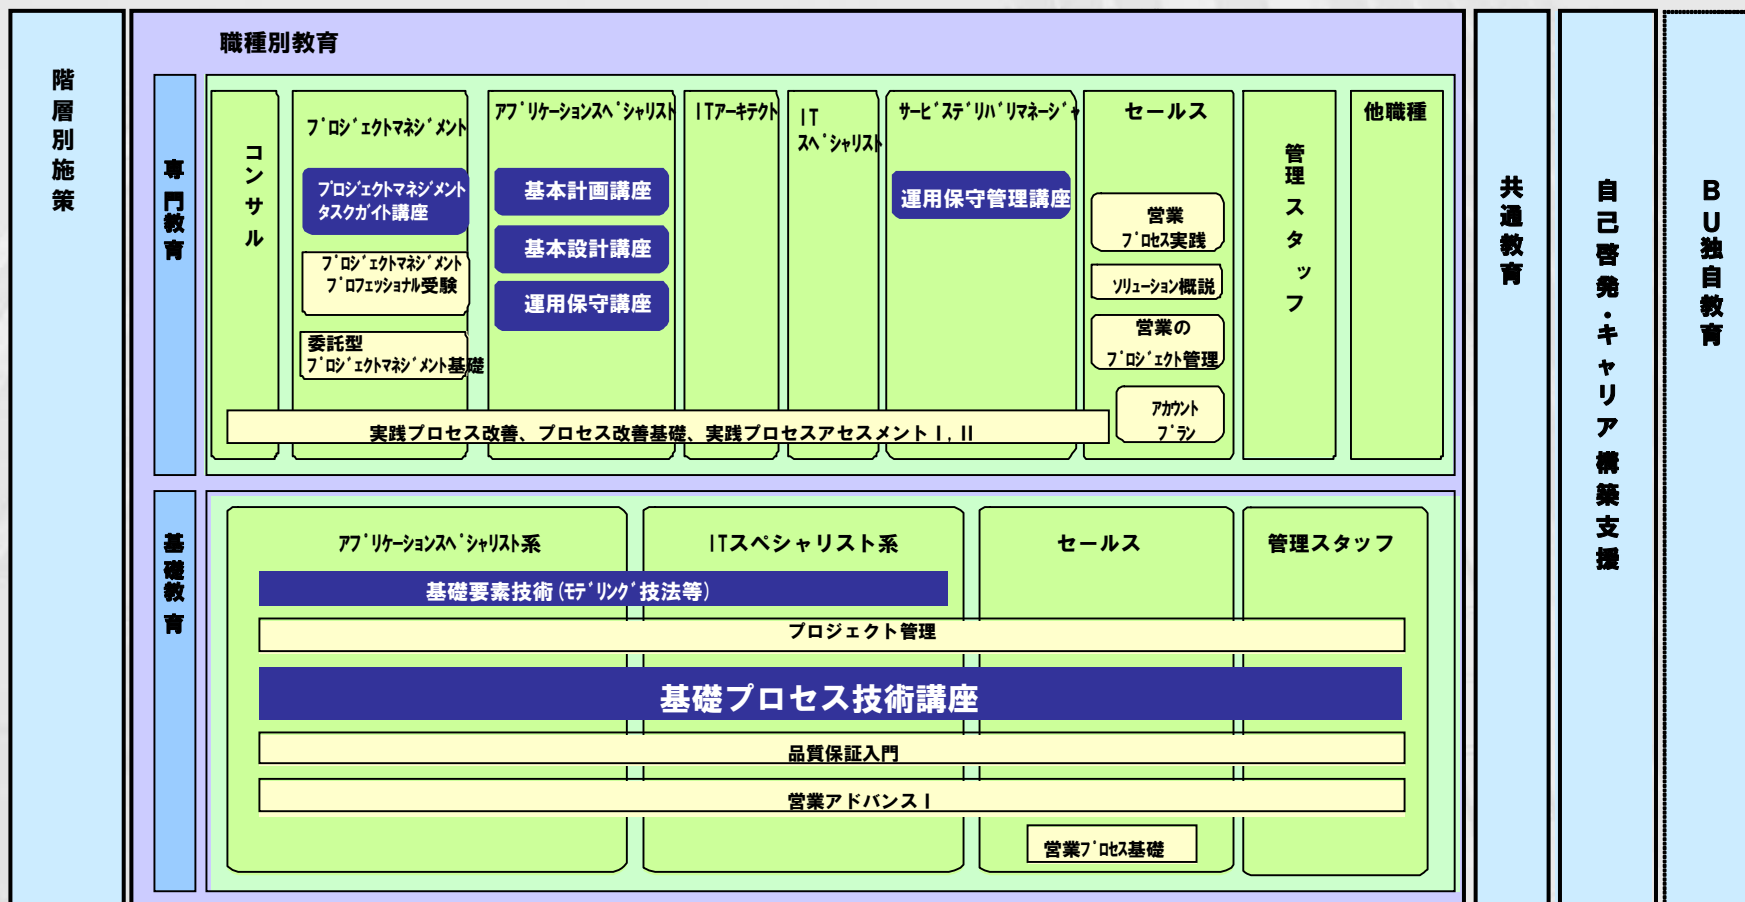 階層別施策
職種別教育
専門教育
コンサル
プロジェクトマネジメント
プロジェクトマネジメント
タスクガイト講座
プロジェクトマネジメント
プロフェッショナル受験
委託型
プロジェクトマネジメント基礎
アプリケーションスペシャリスト
基本計画講座
基本設計講座
運用保守講座
ITアーキテクト
IT
スペシャリスト
サービスデリバリマネージャ
運用保守管理講座
セールス
営業
プロセス実践
ソリューション概説
営業の
プロジェクト管理
アカウント
プラン
管理スタッフ
他職種
実践プロセス改善、プロセス改善基礎、実践プロセスアセスメントⅠ,Ⅱ
基礎教育
アプリケーションスペシャリスト系
ITスペシャリスト系
セールス
管理スタッフ
基礎要素技術(モデリング技法等)
プロジェクト管理
基礎プロセス技術講座
品質保証入門
営業アドバンスⅠ
営業プロセス基礎
共通教育
自己啓発・キャリア構築支援
BU独自教育